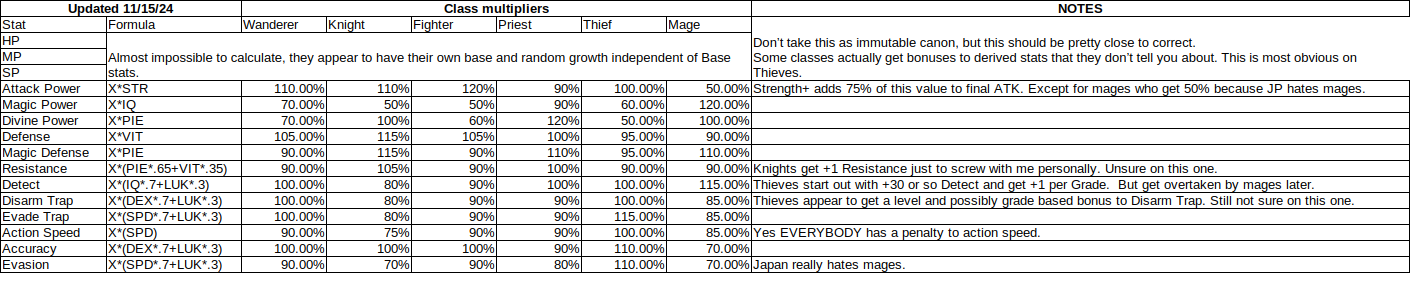 Updated 11/15/24 Class multipliers NOTES
Stat Formula Wanderer Knight Fighter Priest Thief Mage
HP
MP
SP
Almost impossible to calculate, they appear to have their own base and random growth independent of Base
stats.
Don't take this as immutable canon, but this should be pretty close to correct.
Some classes actually get bonuses to derived stats that they don't tell you about. This is most obvious on
Thieves.
Attack Power X*STR 110.00% 110% 120% 90% 100.00% 50.00% Strength+ adds 75% of this value to final ATK. Except for mages who get 50% because JP hates mages.
Magic Power X*IQ 70.00% 50% 50% 90% 60.00% 120.00%
Divine Power X*PIE 70.00% 100% 60% 120% 50.00% 100.00%
Defense X*VIT 105.00% 115% 105% 100% 95.00% 90.00%
Magic Defense X*PIE 90.00% 115% 90% 110% 95.00% 110.00%
Resistance X*(PIE*.65+VIT*.35) 90.00% 105% 90% 100% 90.00% 90.00% Knights get +1 Resistance just to screw with me personally. Unsure on this one.
Detect X*(IQ*.7+LUK*.3) 100.00% 80% 90% 100% 100.00% 115.00% Thieves start out with +30 or so Detect and get +1 per Grade.  But get overtaken by mages later.
Disarm Trap X*(DEX*.7+LUK*.3) 100.00% 80% 90% 90% 100.00% 85.00% Thieves appear to get a level and possibly grade based bonus to Disarm Trap. Still not sure on this one.
Evade Trap X*(SPD*.7+LUK*.3) 100.00% 80% 90% 90% 115.00% 85.00%
Action Speed X*(SPD) 90.00% 75% 90% 90% 100.00% 85.00% Yes EVERYBODY has a penalty to action speed.
Accuracy X*(DEX*.7+LUK*.3) 100.00% 100% 100% 90% 110.00% 70.00%
Evasion X*(SPD*.7+LUK*.3) 90.00% 70% 90% 80% 110.00% 70.00% Japan really hates mages.